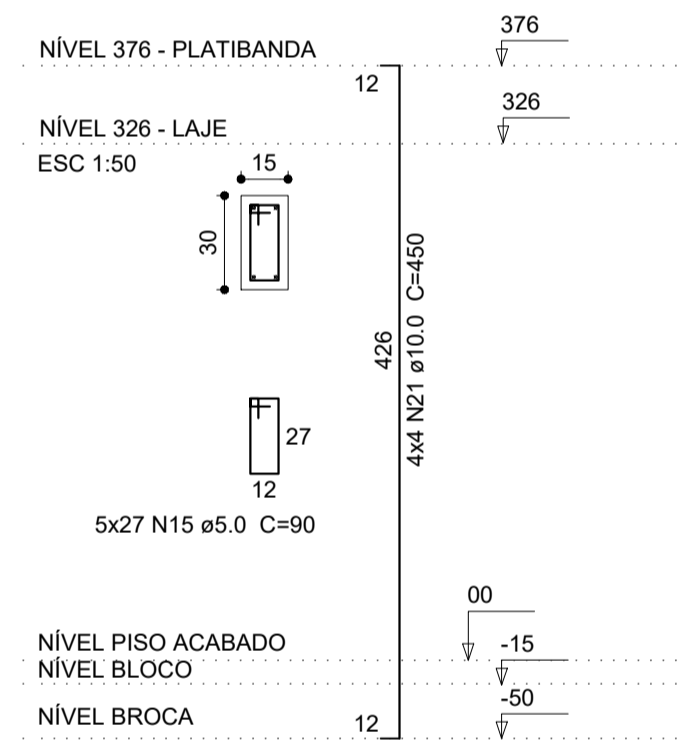 376
NÍVEL 376 - PLATIBANDA
12
326
NÍVEL 326 - LAJE
ESC 1:50
15
30
4x4 N21 ø10.0 C=450
426
27
12
5x27 N15 ø5.0 C=90
00
NÍVEL PISO ACABADO
-15
NÍVEL BLOCO
-50
NÍVEL BROCA
12